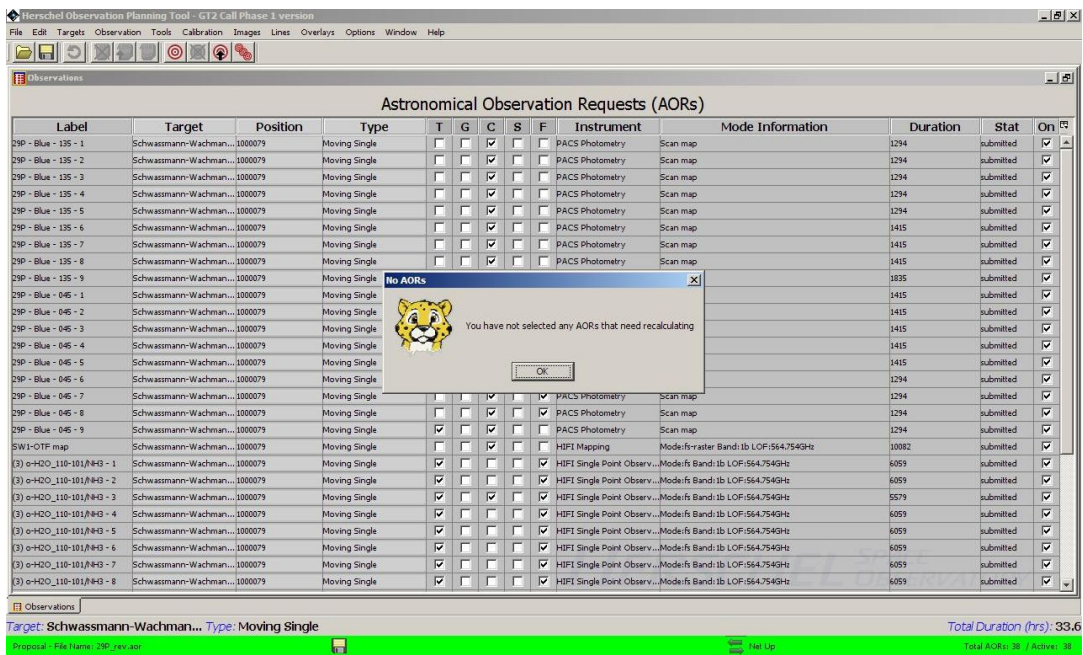 Herschel Observation Planning Tool - GT2 Call Phase 1 version
File Edit Targets Observation Tools Calibration Images Lines Overlays Options Window Help
Observations
Astronomical Observation Requests (AORs)
Label Target Position Type T G C S F Instrument Mode Information Duration Stat On
29P - Blue - 135 - 1 Schwassmann-Wachman... 1000079 Moving Single PACS Photometry Scan map 1294 submitted
29P - Blue - 135 - 2 Schwassmann-Wachman... 1000079 Moving Single PACS Photometry Scan map 1294 submitted
29P - Blue - 135 - 3 Schwassmann-Wachman... 1000079 Moving Single PACS Photometry Scan map 1294 submitted
29P - Blue - 135 - 4 Schwassmann-Wachman... 1000079 Moving Single PACS Photometry Scan map 1294 submitted
29P - Blue - 135 - 5 Schwassmann-Wachman... 1000079 Moving Single PACS Photometry Scan map 1294 submitted
29P - Blue - 135 - 6 Schwassmann-Wachman... 1000079 Moving Single PACS Photometry Scan map 1415 submitted
29P - Blue - 135 - 7 Schwassmann-Wachman... 1000079 Moving Single PACS Photometry Scan map 1415 submitted
29P - Blue - 135 - 8 Schwassmann-Wachman... 1000079 Moving Single PACS Photometry Scan map 1415 submitted
29P - Blue - 135 - 9 Schwassmann-Wachman... 1000079 Moving Single 1835 submitted
29P - Blue - 045 - 1 Schwassmann-Wachman... 1000079 Moving Single 1415 submitted
29P - Blue - 045 - 2 Schwassmann-Wachman... 1000079 Moving Single 1415 submitted
29P - Blue - 045 - 3 Schwassmann-Wachman... 1000079 Moving Single 1415 submitted
29P - Blue - 045 - 4 Schwassmann-Wachman... 1000079 Moving Single 1415 submitted
29P - Blue - 045 - 5 Schwassmann-Wachman... 1000079 Moving Single 1415 submitted
29P - Blue - 045 - 6 Schwassmann-Wachman... 1000079 Moving Single 1294 submitted
No AORs
You have not selected any AORs that need recalculating
OK
29P - Blue - 045 - 7 Schwassmann-Wachman... 1000079 Moving Single PACS Photometry Scan map 1294 submitted
29P - Blue - 045 - 8 Schwassmann-Wachman... 1000079 Moving Single PACS Photometry Scan map 1294 submitted
29P - Blue - 045 - 9 Schwassmann-Wachman... 1000079 Moving Single PACS Photometry Scan map 1294 submitted
SW1-OTF map Schwassmann-Wachman... 1000079 Moving Single HIFI Mapping Mode:fs-raster Band:1b LOF:564.754GHz 10082 submitted
(3) o-H2O_110-101/NH3 - 1 Schwassmann-Wachman... 1000079 Moving Single HIFI Single Point Observ... Mode:fs Band:1b LOF:564.754GHz 6059 submitted
(3) o-H2O_110-101/NH3 - 2 Schwassmann-Wachman... 1000079 Moving Single HIFI Single Point Observ... Mode:fs Band:1b LOF:564.754GHz 6059 submitted
(3) o-H2O_110-101/NH3 - 3 Schwassmann-Wachman... 1000079 Moving Single HIFI Single Point Observ... Mode:fs Band:1b LOF:564.754GHz 5579 submitted
(3) o-H2O_110-101/NH3 - 4 Schwassmann-Wachman... 1000079 Moving Single HIFI Single Point Observ... Mode:fs Band:1b LOF:564.754GHz 6059 submitted
(3) o-H2O_110-101/NH3 - 5 Schwassmann-Wachman... 1000079 Moving Single HIFI Single Point Observ... Mode:fs Band:1b LOF:564.754GHz 6059 submitted
(3) o-H2O_110-101/NH3 - 6 Schwassmann-Wachman... 1000079 Moving Single HIFI Single Point Observ... Mode:fs Band:1b LOF:564.754GHz 6059 submitted
(3) o-H2O_110-101/NH3 - 7 Schwassmann-Wachman... 1000079 Moving Single HIFI Single Point Observ... Mode:fs Band:1b LOF:564.754GHz 6059 submitted
(3) o-H2O_110-101/NH3 - 8 Schwassmann-Wachman... 1000079 Moving Single HIFI Single Point Observ... Mode:fs Band:1b LOF:564.754GHz 6059 submitted
Observations
Target: Schwassmann-Wachman... Type: Moving Single Total Duration (hrs): 33.6
Proposal - File Name: 29P_rev.aor Net Up Total AORs: 38 / Active: 38